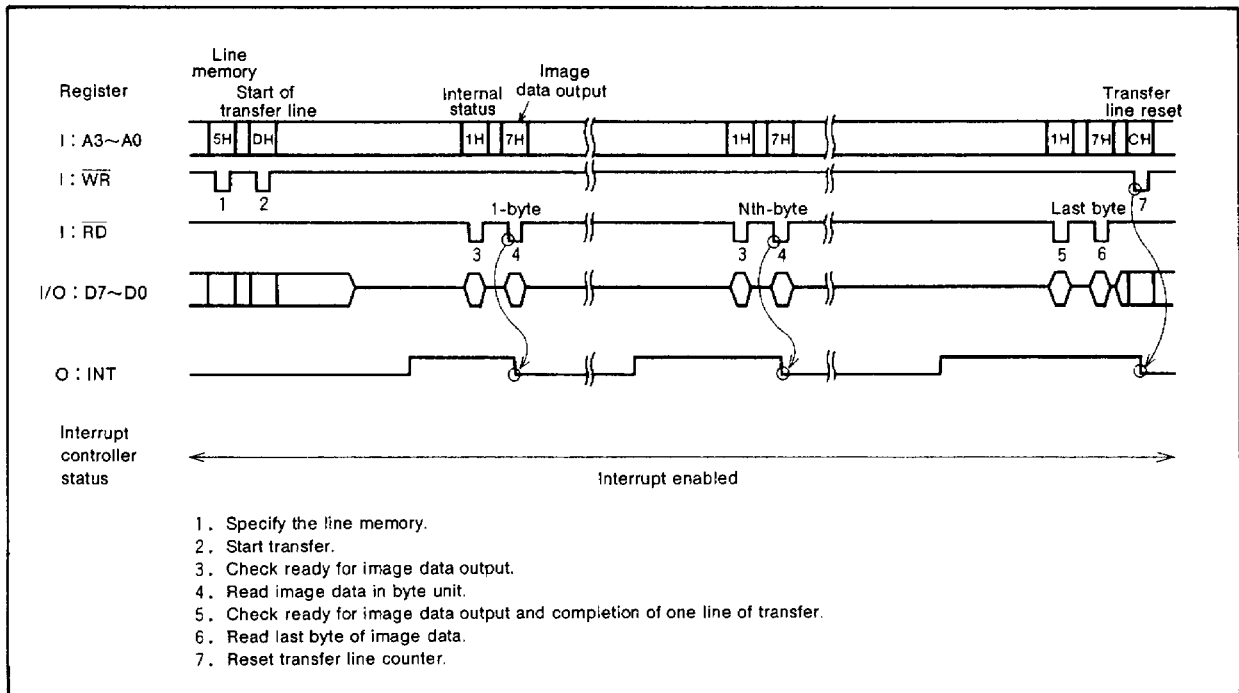 Line
memory
Register
Start of
transfer line
Internal
status
Image
data output
Transfer
line reset
I : A3~A0
5H DH 1H 7H 1H 7H 1H 7H CH
I : WR
1 2 7
1-byte Nth-byte Last byte
I : RD
3 4 3 4 5 6
I/O : D7~D0
O : INT
Interrupt
controller
status
Interrupt enabled
1. Specify the line memory.
2. Start transfer.
3. Check ready for image data output.
4. Read image data in byte unit.
5. Check ready for image data output and completion of one line of transfer.
6. Read last byte of image data.
7. Reset transfer line counter.